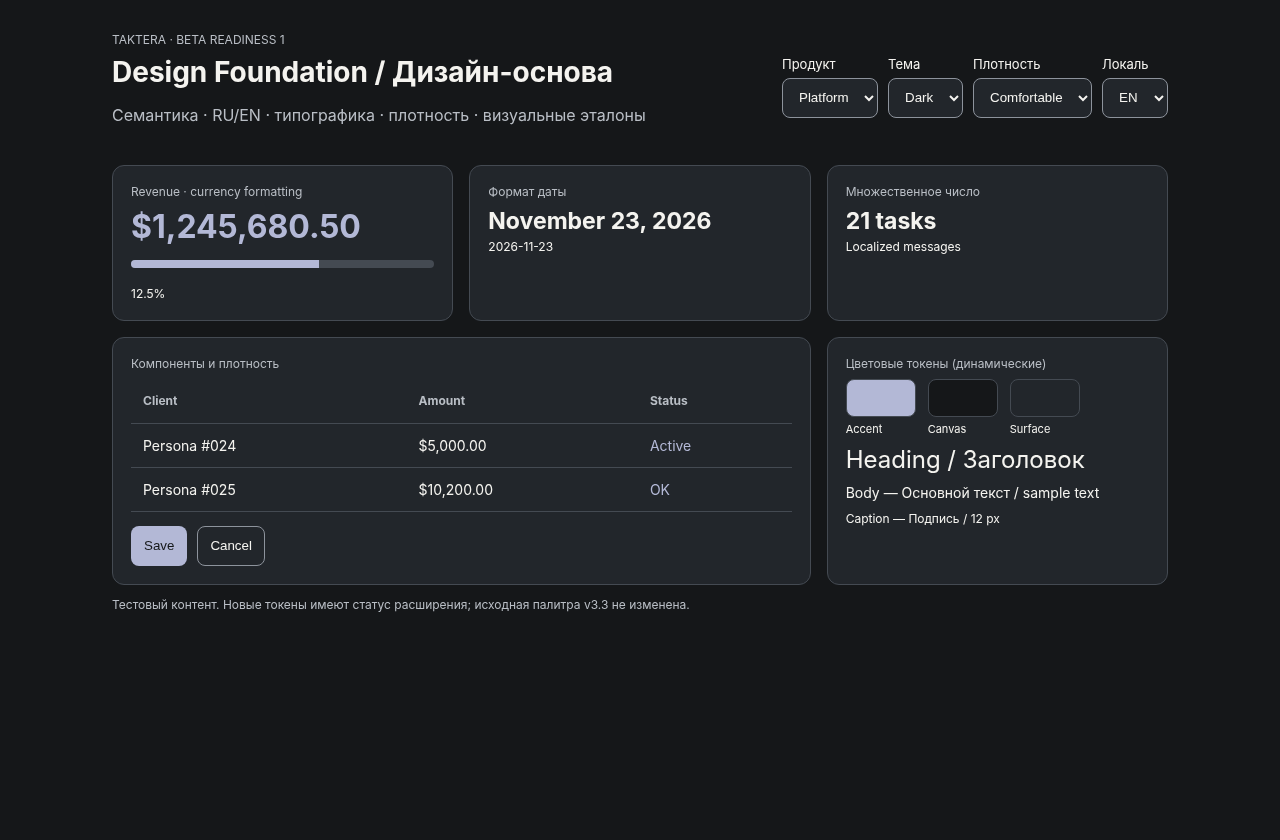 TAKTERA · BETA READINESS 1
Design Foundation / Дизайн-основа
Семантика · RU/EN · типографика · плотность · визуальные эталоны
Продукт Тема Плотность Локаль
Platform Dark Comfortable EN
Revenue · currency formatting
$1,245,680.50
12.5%
Формат даты
November 23, 2026
2026-11-23
Множественное число
21 tasks
Localized messages
Компоненты и плотность
Client Amount Status
Persona #024 $5,000.00 Active
Persona #025 $10,200.00 OK
Save Cancel
Цветовые токены (динамические)
Accent Canvas Surface
Heading / Заголовок
Body — Основной текст / sample text
Caption — Подпись / 12 px
Тестовый контент. Новые токены имеют статус расширения; исходная палитра v3.3 не изменена.